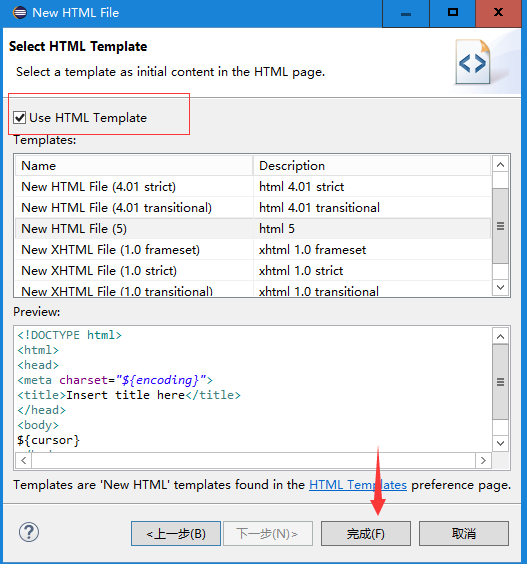 New HTML File
Select HTML Template
Select a template as initial content in the HTML page.
Use HTML Template
Templates:
Name Description
New HTML File (4.01 strict) html 4.01 strict
New HTML File (4.01 transitional) html 4.01 transitional
New HTML File (5) html 5
New XHTML File (1.0 frameset) xhtml 1.0 frameset
New XHTML File (1.0 strict) xhtml 1.0 strict
New XHTML File (1.0 transitional) xhtml 1.0 transitional
Preview:
<!DOCTYPE html>
<html>
<head>
<meta charset="${encoding}">
<title>Insert title here</title>
</head>
<body>
${cursor}
Templates are 'New HTML' templates found in the HTML Templates preference page.
? <上一步(B) 下一步(N)> 完成(F) 取消